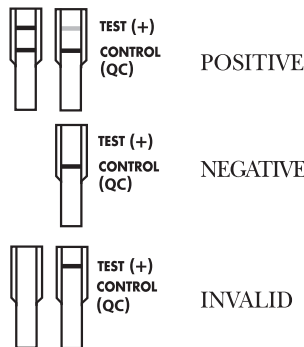 TEST (+)
CONTROL
(QC)
POSITIVE
TEST (+)
CONTROL
(QC)
NEGATIVE
TEST (+)
CONTROL
(QC)
INVALID